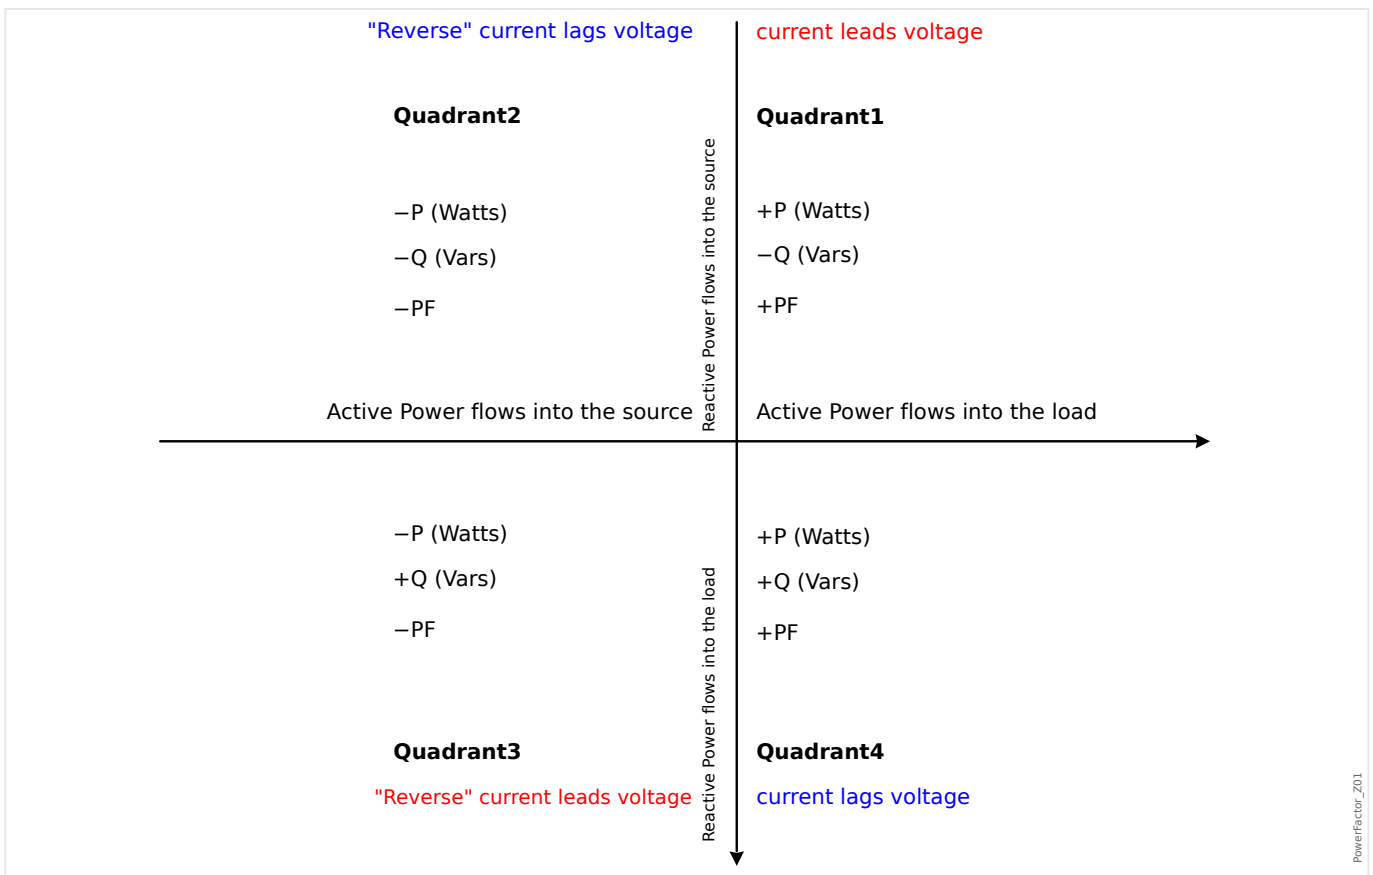 "Reverse" current lags voltage
current leads voltage
Quadrant2
Quadrant1
−P (Watts)
−Q (Vars)
−PF
+P (Watts)
−Q (Vars)
+PF
Reactive Power flows into the source
Active Power flows into the source
Active Power flows into the load
−P (Watts)
+Q (Vars)
−PF
+P (Watts)
+Q (Vars)
+PF
Reactive Power flows into the load
Quadrant3
Quadrant4
"Reverse" current leads voltage
current lags voltage
PowerFactor_Z01